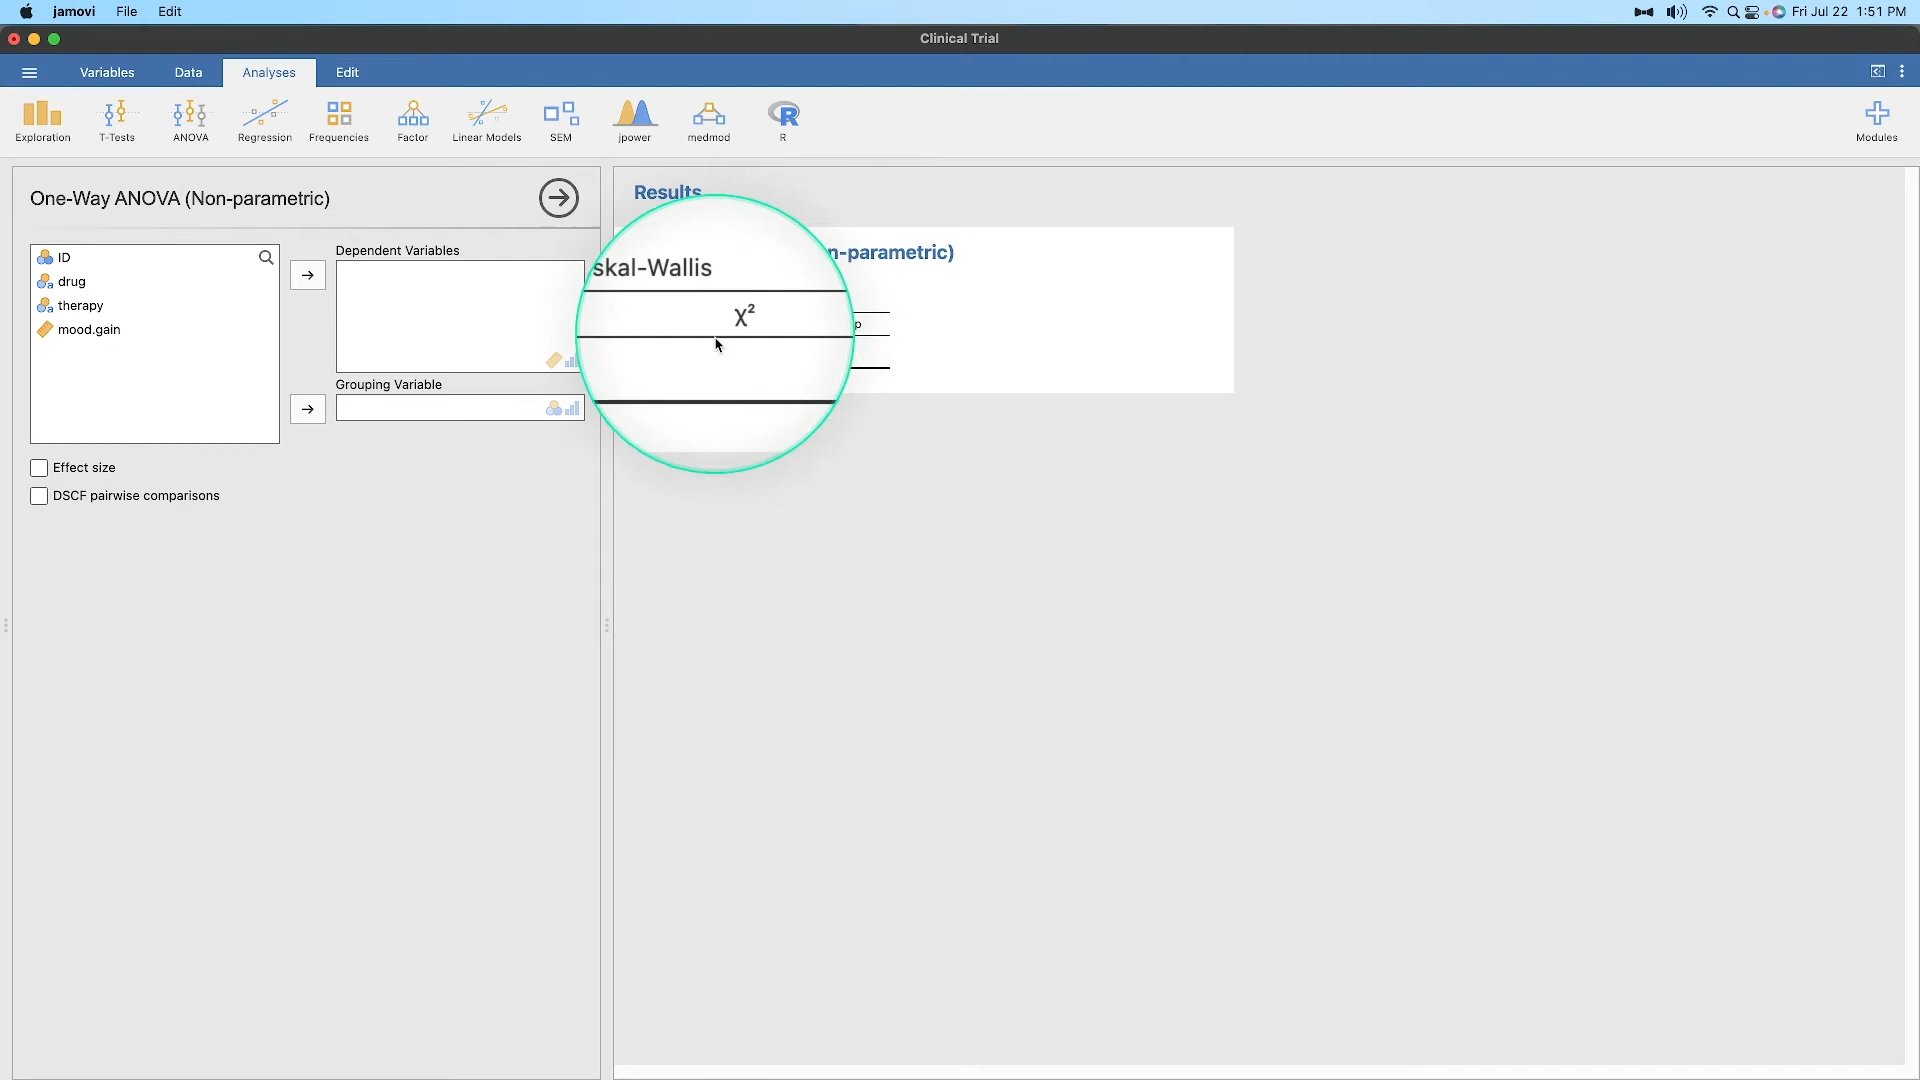 jamovi File Edit Fri Jul 22 1:51 PM
Clinical Trial
Variables Data Analyses Edit
Exploration T-Tests ANOVA Regression Frequencies Factor Linear Models SEM jpower medmod R Modules
One-Way ANOVA (Non-parametric)
Results
ID
drug
therapy
mood.gain
Dependent Variables
Grouping Variable
Effect size
DSCF pairwise comparisons
n-parametric)
skal-Wallis
χ² p